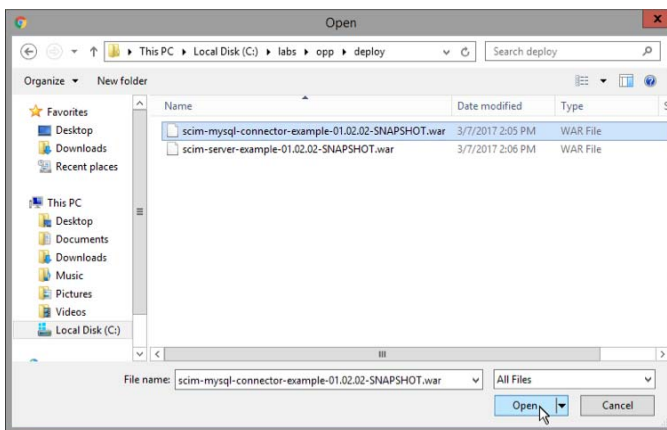 Open
x
This PC ▸ Local Disk (C:) ▸ labs ▸ opp ▸ deploy
Search deploy
Organize
New folder
Name
Date modified
Type
S
Favorites
Desktop
Downloads
Recent places
This PC
Desktop
Documents
Downloads
Music
Pictures
Videos
Local Disk (C:)
scim-mysql-connector-example-01.02.02-SNAPSHOT.war 3/7/2017 2:05 PM WAR File
scim-server-example-01.02.02-SNAPSHOT.war 3/7/2017 2:06 PM WAR File
File name: scim-mysql-connector-example-01.02.02-SNAPSHOT.war
All Files
Open
Cancel